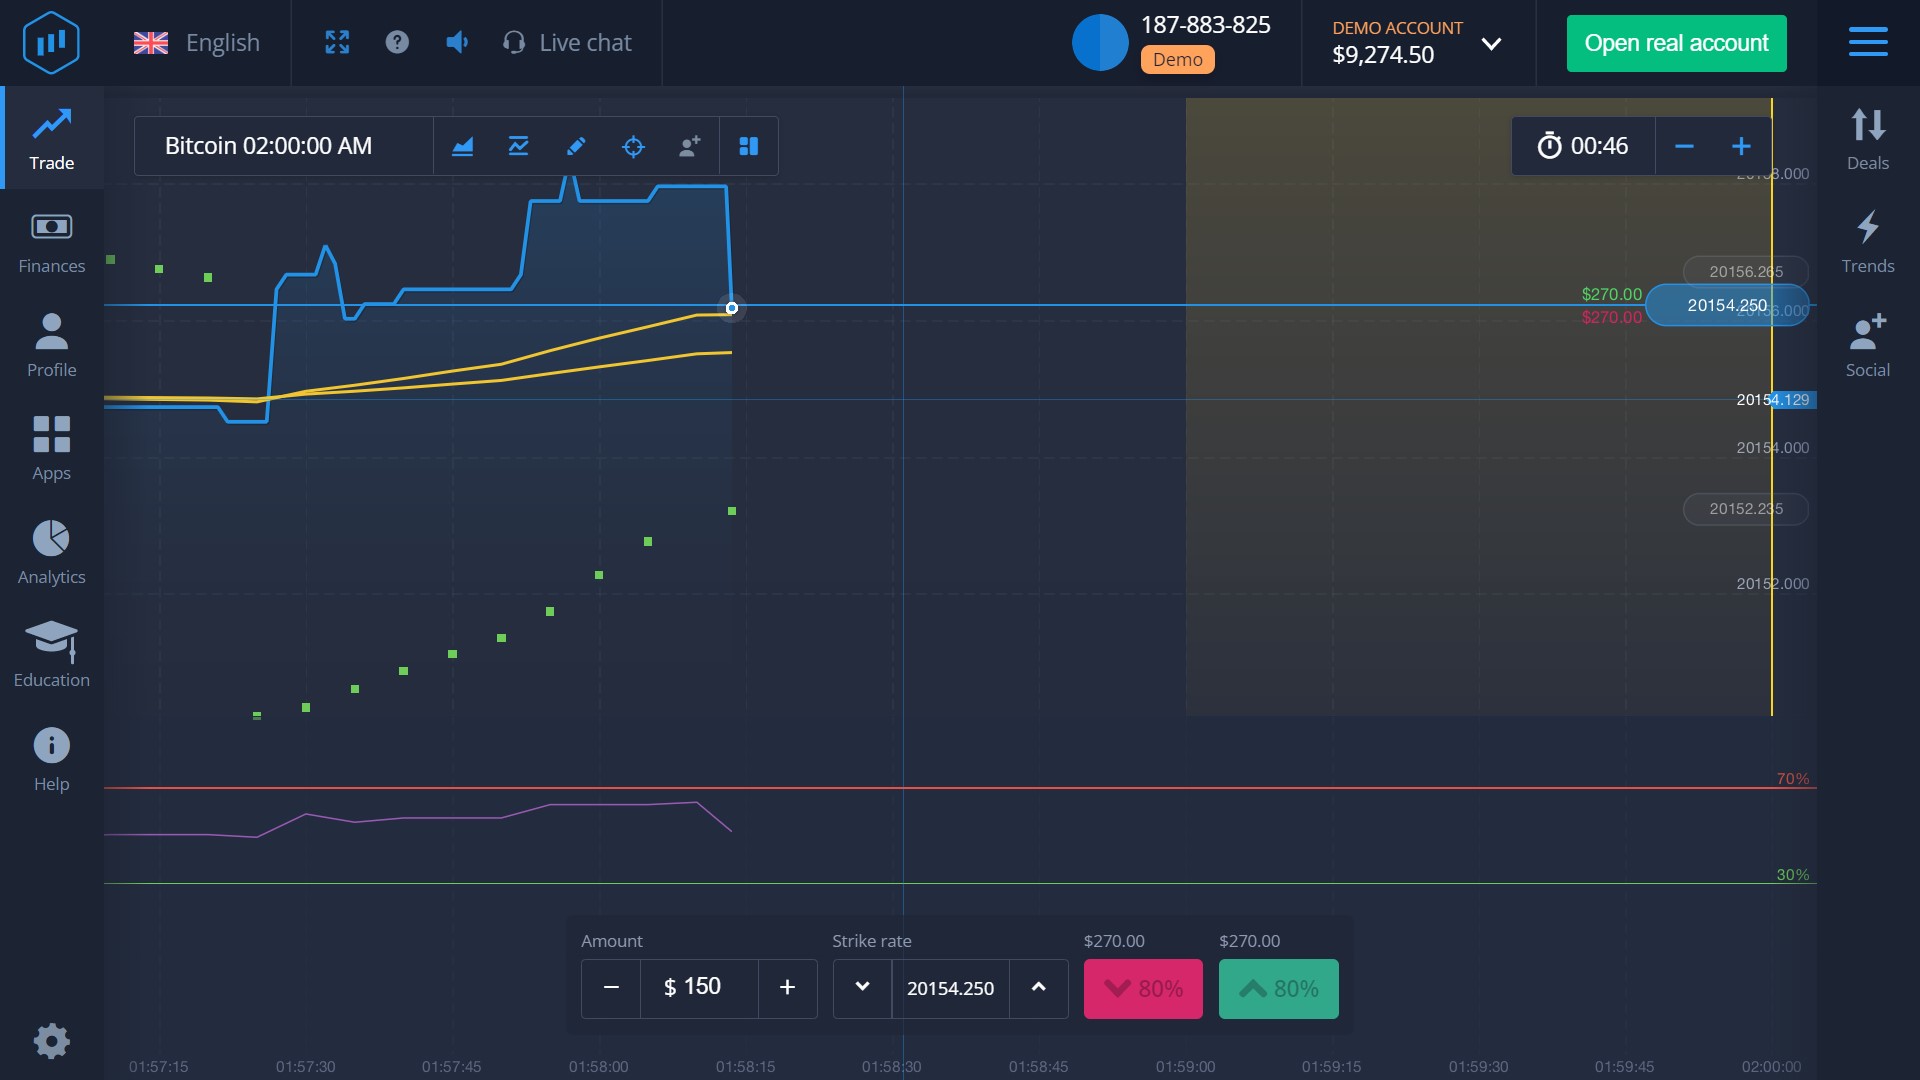 English
Live chat
187-883-825
Demo
DEMO ACCOUNT
$9,274.50
Open real account
Trade
Finances
Profile
Apps
Analytics
Education
Help
Bitcoin 02:00:00 AM
00:46
Deals
Trends
Social
20156.265
$270.00
$270.00
20154.250
20154.129
20154.000
20152.235
20152.000
70%
30%
Amount
Strike rate
$270.00
$270.00
$ 150
20154.250
80%
80%
01:57:15
01:57:30
01:57:45
01:58:00
01:58:15
01:58:30
01:58:45
01:59:00
01:59:15
01:59:30
01:59:45
02:00:00